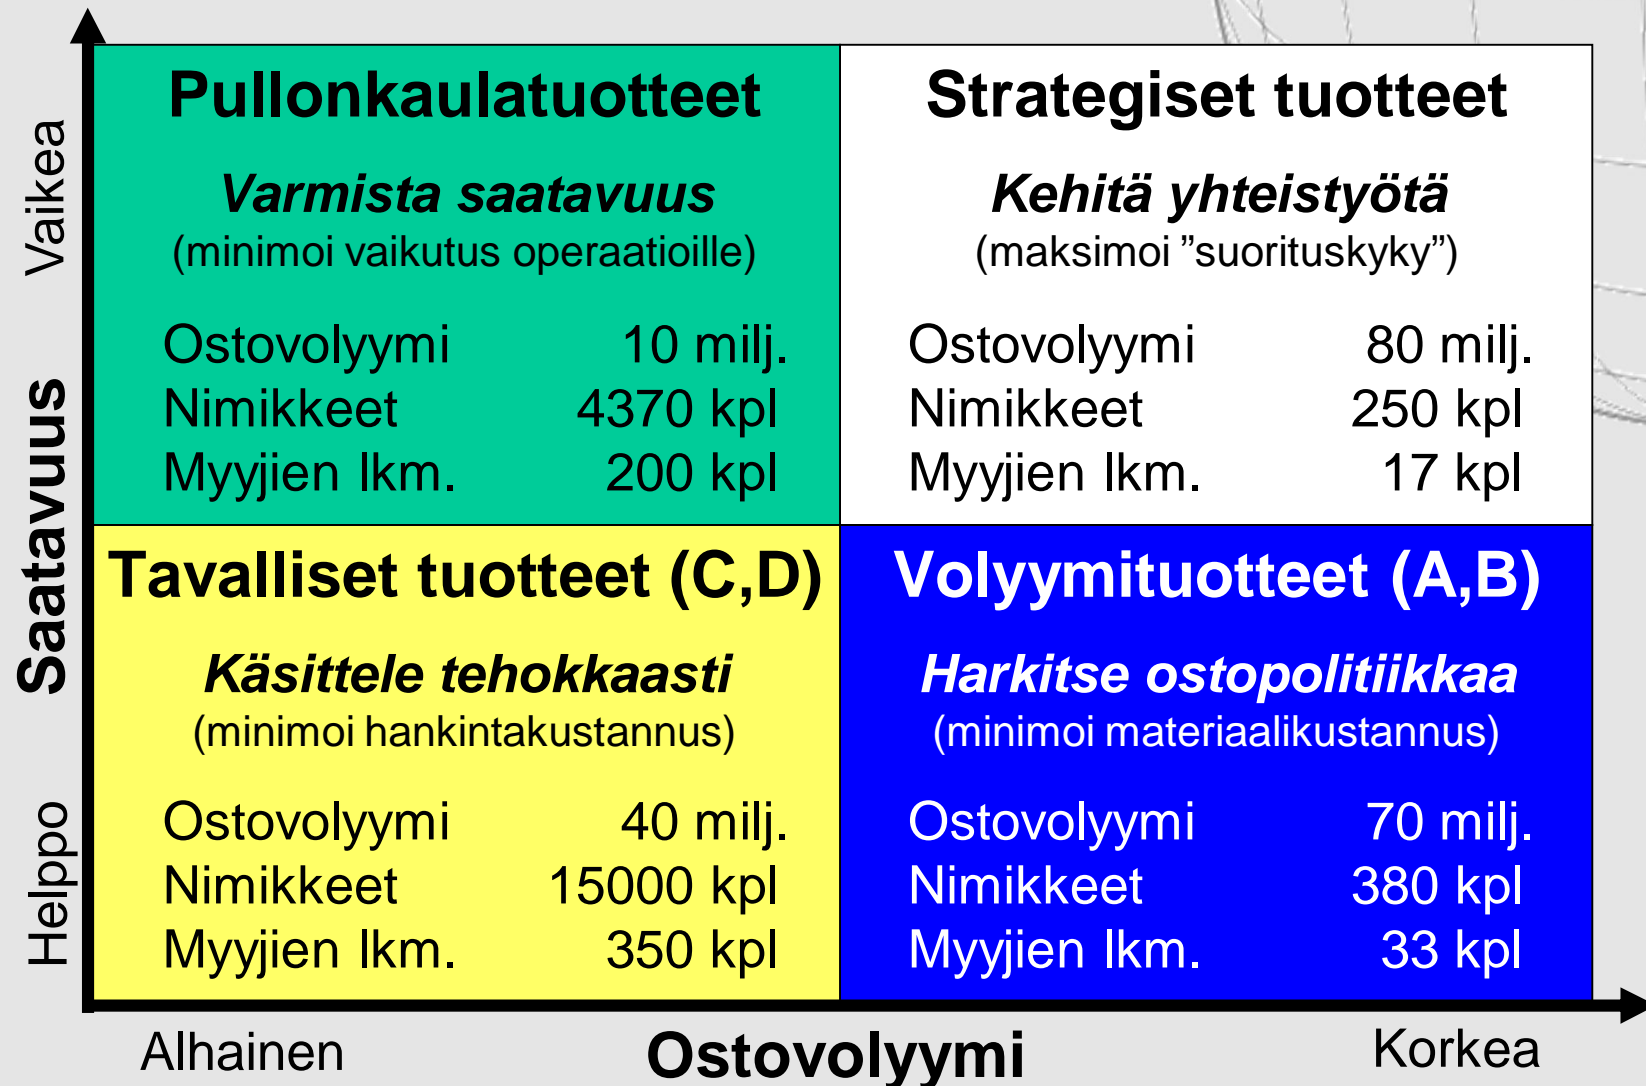 Pullonkaulatuotteet
Varmista saatavuus
(minimoi vaikutus operaatioille)
Ostovolyymi 10 milj.
Nimikkeet 4370 kpl
Myyjien lkm. 200 kpl
Strategiset tuotteet
Kehitä yhteistyötä
(maksimoi ”suorituskyky”)
Ostovolyymi 80 milj.
Nimikkeet 250 kpl
Myyjien lkm. 17 kpl
Tavalliset tuotteet (C,D)
Käsittele tehokkaasti
(minimoi hankintakustannus)
Ostovolyymi 40 milj.
Nimikkeet 15000 kpl
Myyjien lkm. 350 kpl
Volyymituotteet (A,B)
Harkitse ostopolitiikkaa
(minimoi materiaalikustannus)
Ostovolyymi 70 milj.
Nimikkeet 380 kpl
Myyjien lkm. 33 kpl
Vaikea
Saatavuus
Helppo
Alhainen
Ostovolyymi
Korkea